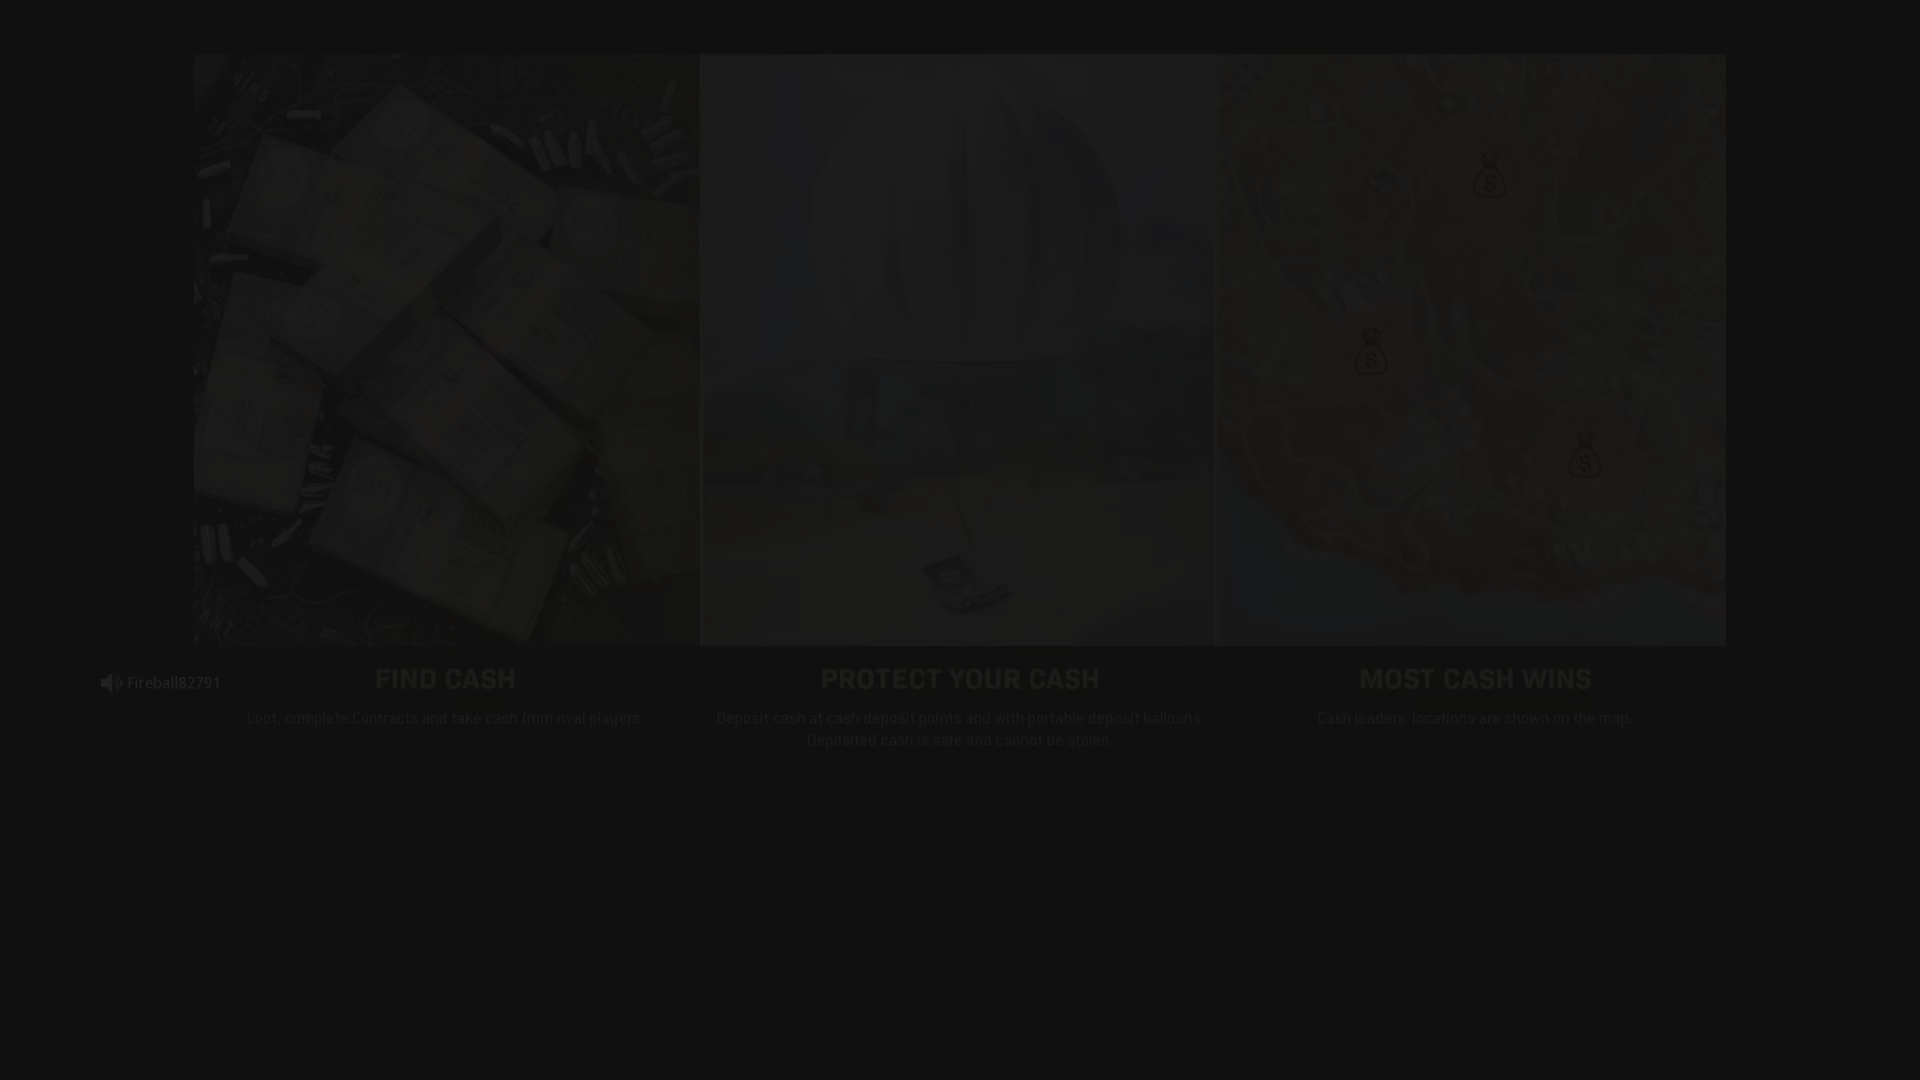 FIND CASH
Loot, complete Contracts and take cash from rival players.
PROTECT YOUR CASH
Deposit cash at cash deposit points and with portable deposit balloons.
Deposited cash is safe and cannot be stolen.
MOST CASH WINS
Cash leaders' locations are shown on the map.
Fireball82791
CALDERA